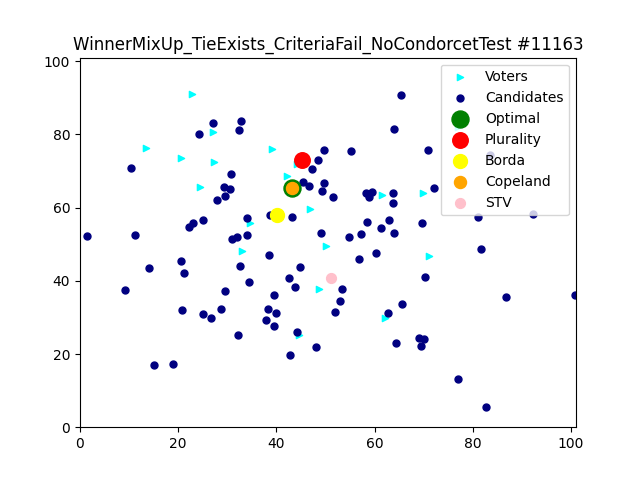 WinnerMixUp_TieExists_CriteriaFail_NoCondorcetTest #11163
Voters
Candidates
Optimal
Plurality
Borda
Copeland
STV
100
80
60
40
20
0
0 20 40 60 80 100